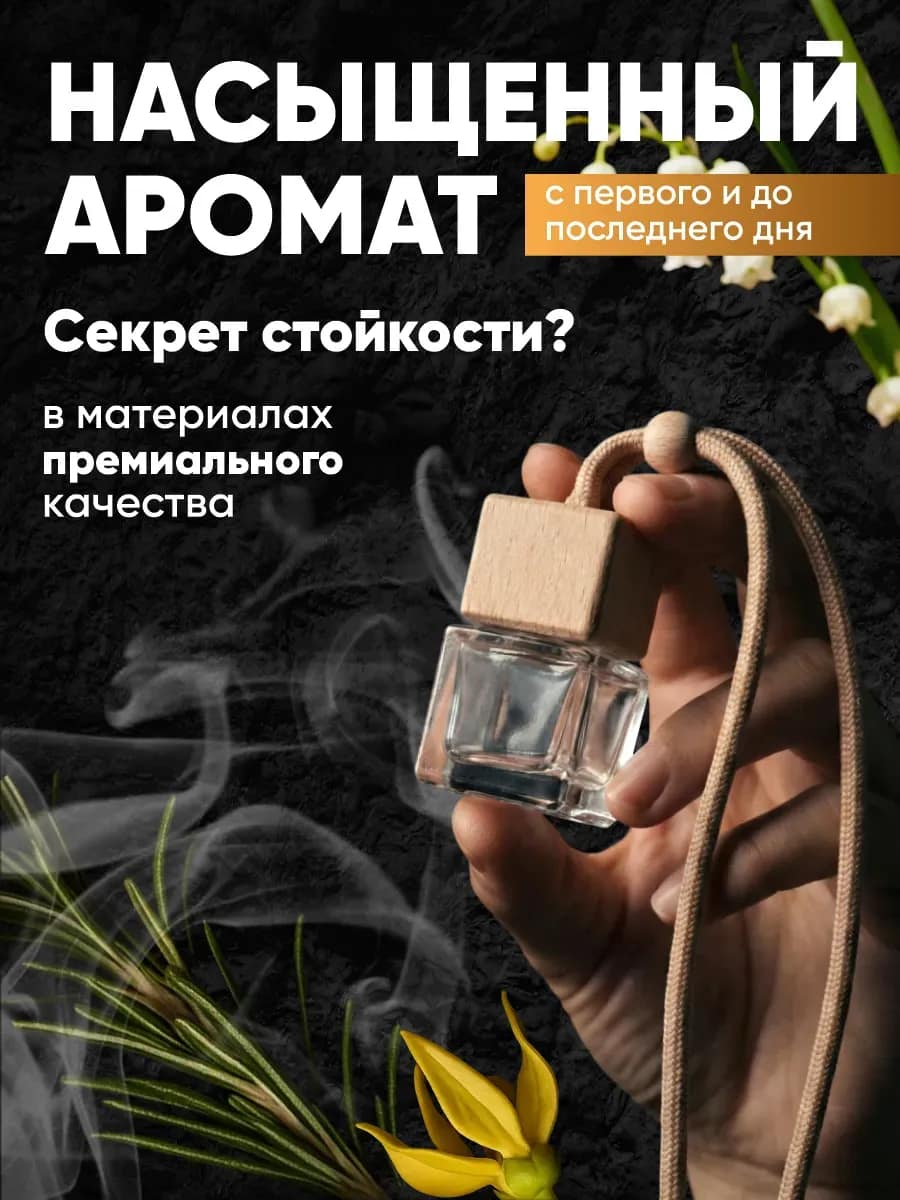 НАСЫЩЕННЫЙ
АРОМАТ
с первого и до
последнего дня
Секрет стойкости?
в материалах
премиального
качества